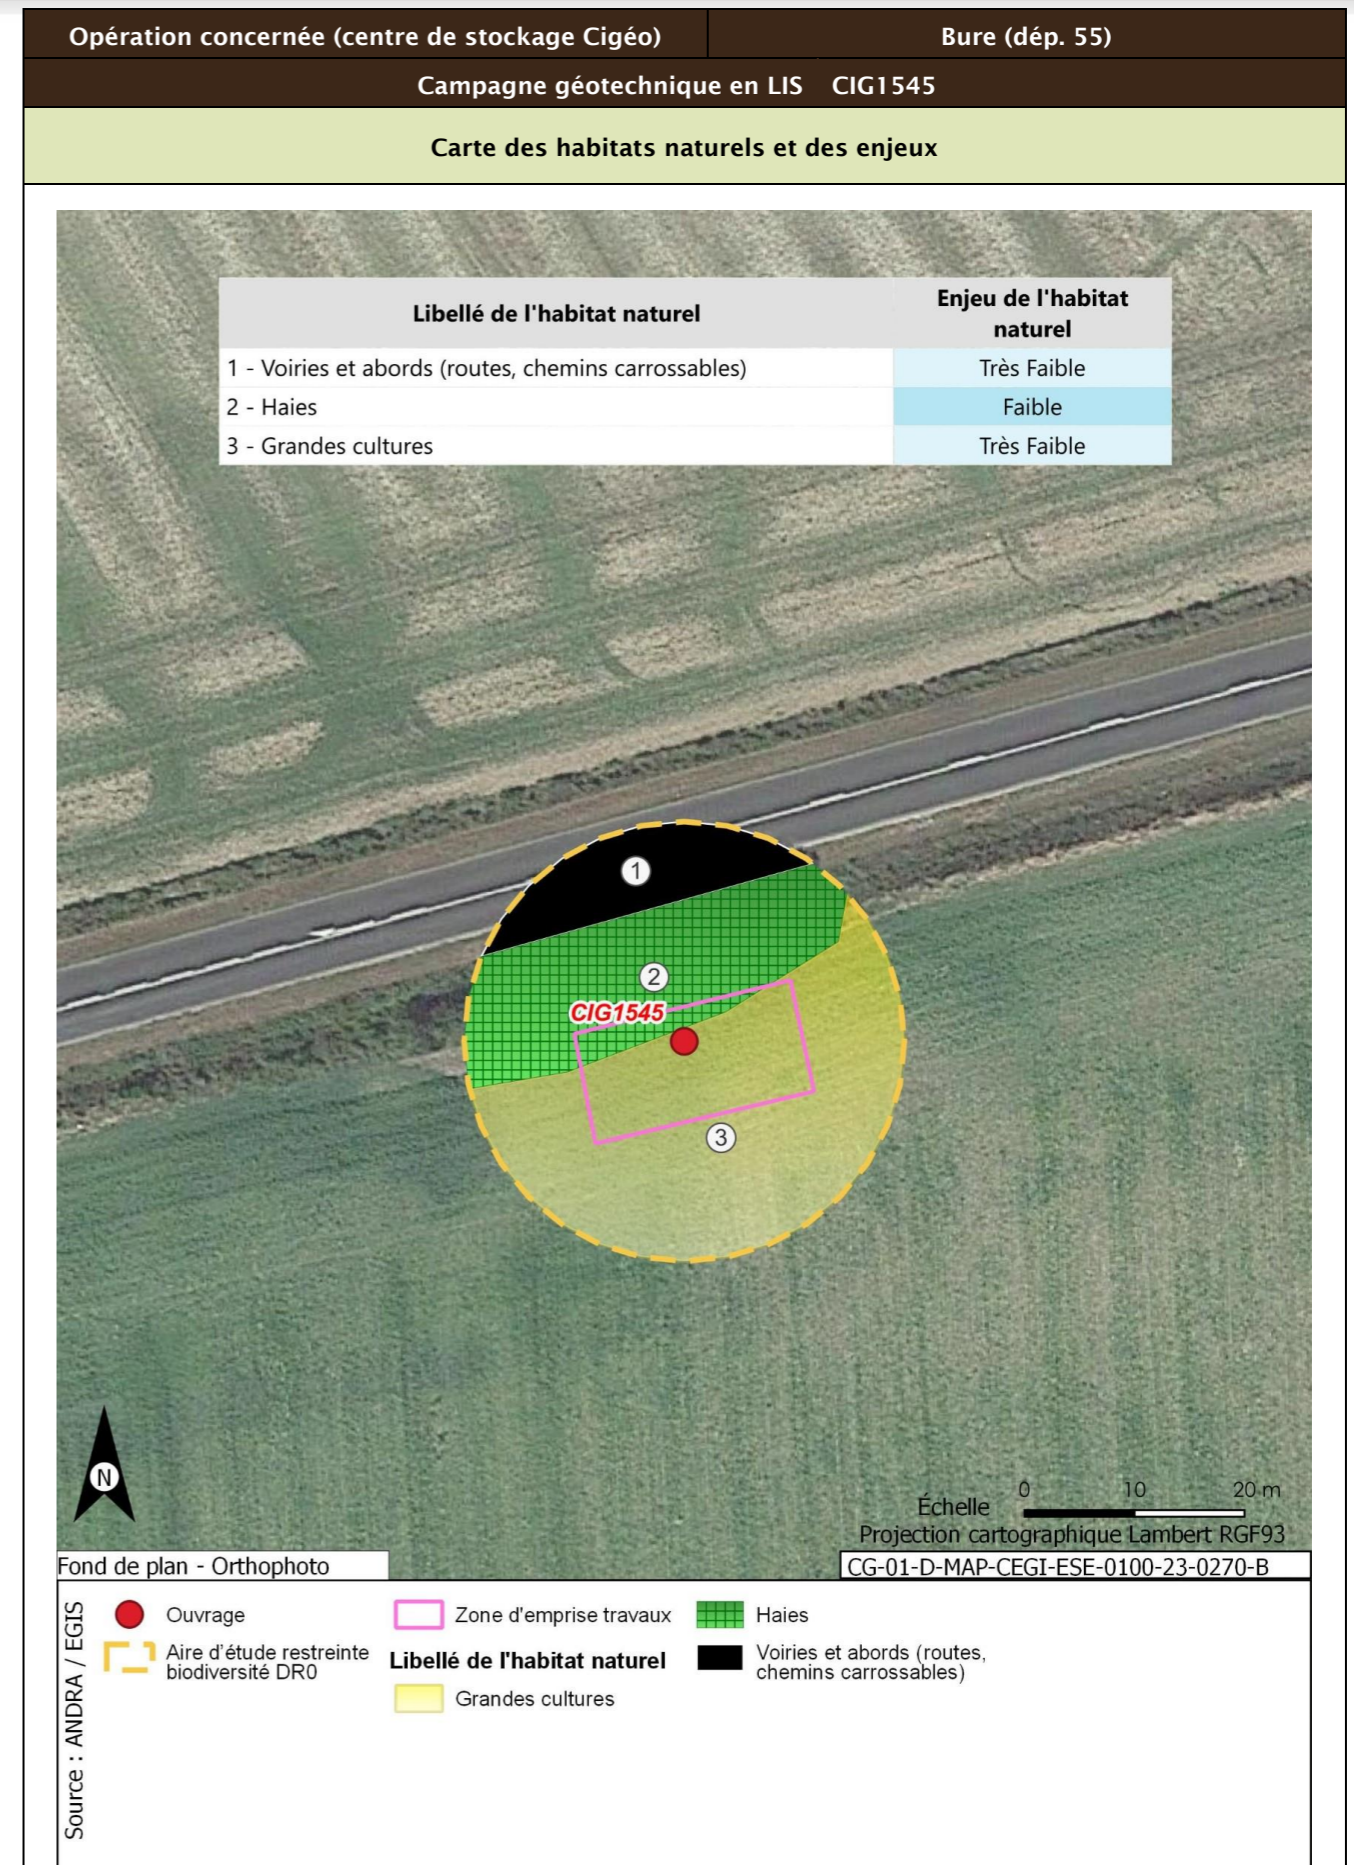 Opération concernée (centre de stockage Cigéo) Bure (dép. 55)
Campagne géotechnique en LIS CIG1545
Carte des habitats naturels et des enjeux
Libellé de l'habitat naturel Enjeu de l'habitat
naturel
1 - Voiries et abords (routes, chemins carrossables) Très Faible
2 - Haies Faible
3 - Grandes cultures Très Faible
1
2
CIG1545
3
N
0 10 20 m
Échelle
Projection cartographique Lambert RGF93
Fond de plan - Orthophoto CG-01-D-MAP-CEGI-ESE-0100-23-0270-B
Source : ANDRA / EGIS
Ouvrage
Aire d'étude restreinte
biodiversité DR0
Zone d'emprise travaux
Libellé de l'habitat naturel
Grandes cultures
Haies
Voiries et abords (routes,
chemins carrossables)